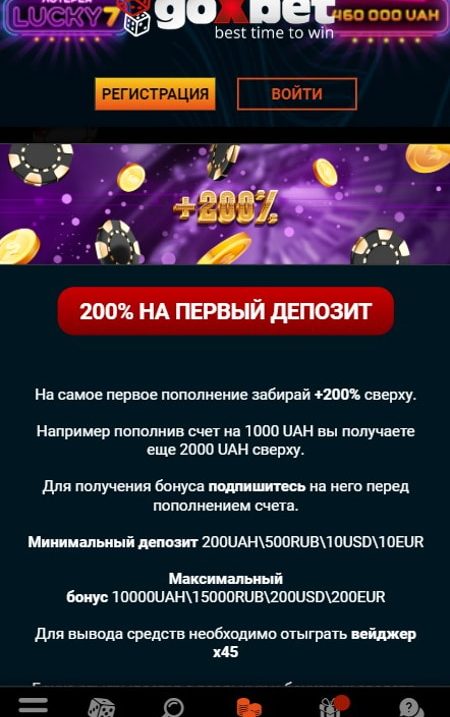 ЛОТЕРЕЯ
LUCKY7
goxbet
460 000 UAH
best time to win
РЕГИСТРАЦИЯ
ВОЙТИ
+200%
200% НА ПЕРВЫЙ ДЕПОЗИТ
На самое первое пополнение забирай +200% сверху.
Например пополнив счет на 1000 UAH вы получаете
еще 2000 UAH сверху.
Для получения бонуса подпишитесь на него перед
пополнением счета.
Минимальный депозит 200UAH\500RUB\10USD\10EUR
Максимальный
бонус 10000UAH\15000RUB\200USD\200EUR
Для вывода средств необходимо отыграть вейджер
x45